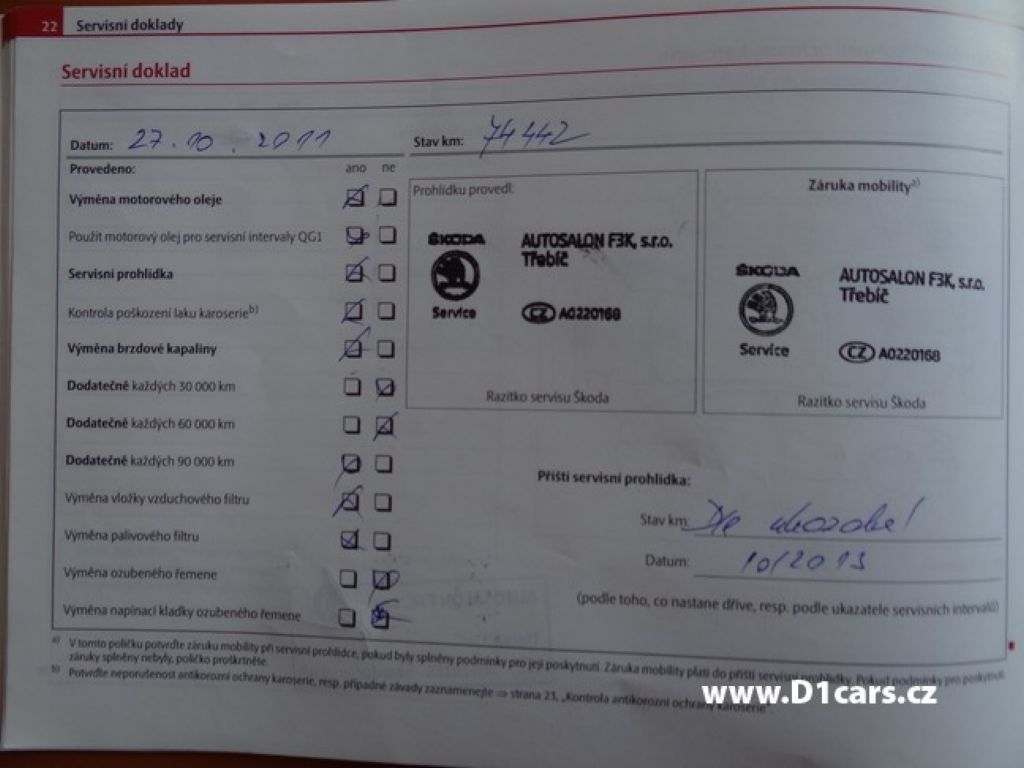 22 Servisní doklady
Servisní doklad
Datum: 27.10.2011 Stav km: 74 442
Provedeno: ano ne
Výměna motorového oleje
Použit motorový olej pro servisní intervaly QG1
Servisní prohlídka
Kontrola poškození laku karoserie b)
Výměna brzdové kapaliny
Dodatečně každých 30 000 km
Dodatečně každých 60 000 km
Dodatečně každých 90 000 km
Výměna vložky vzduchového filtru
Výměna palivového filtru
Výměna ozubeného řemene
Výměna napínací kladky ozubeného řemene
Prohlídku provedl:
ŠKODA
Service
AUTOSALON F3K, s.r.o.
Třebíč
CZ A0220168
Razítko servisu Škoda
Záruka mobility a)
ŠKODA
Service
AUTOSALON F3K, s.r.o.
Třebíč
CZ A0220168
Razítko servisu Škoda
Příští servisní prohlídka:
Stav km:
Datum: 10/2013
(podle toho, co nastane dříve, resp. podle ukazatele servisních intervalů)
a) V tomto políčku potvrďte záruku mobility při servisní prohlídce, pokud byly splněny podmínky pro její poskytnutí. Záruka mobility platí do příští servisní prohlídky. Pokud podmínky pro poskytnutí
záruky splněny nebyly, políčko proškrtněte.
b) Potvrďte neporušenost antikorozní ochrany karoserie, resp. případné závady zaznamenejte ⇒ strana 23, „Kontrola antikorozní ochrany karoserie“.
www.D1cars.cz